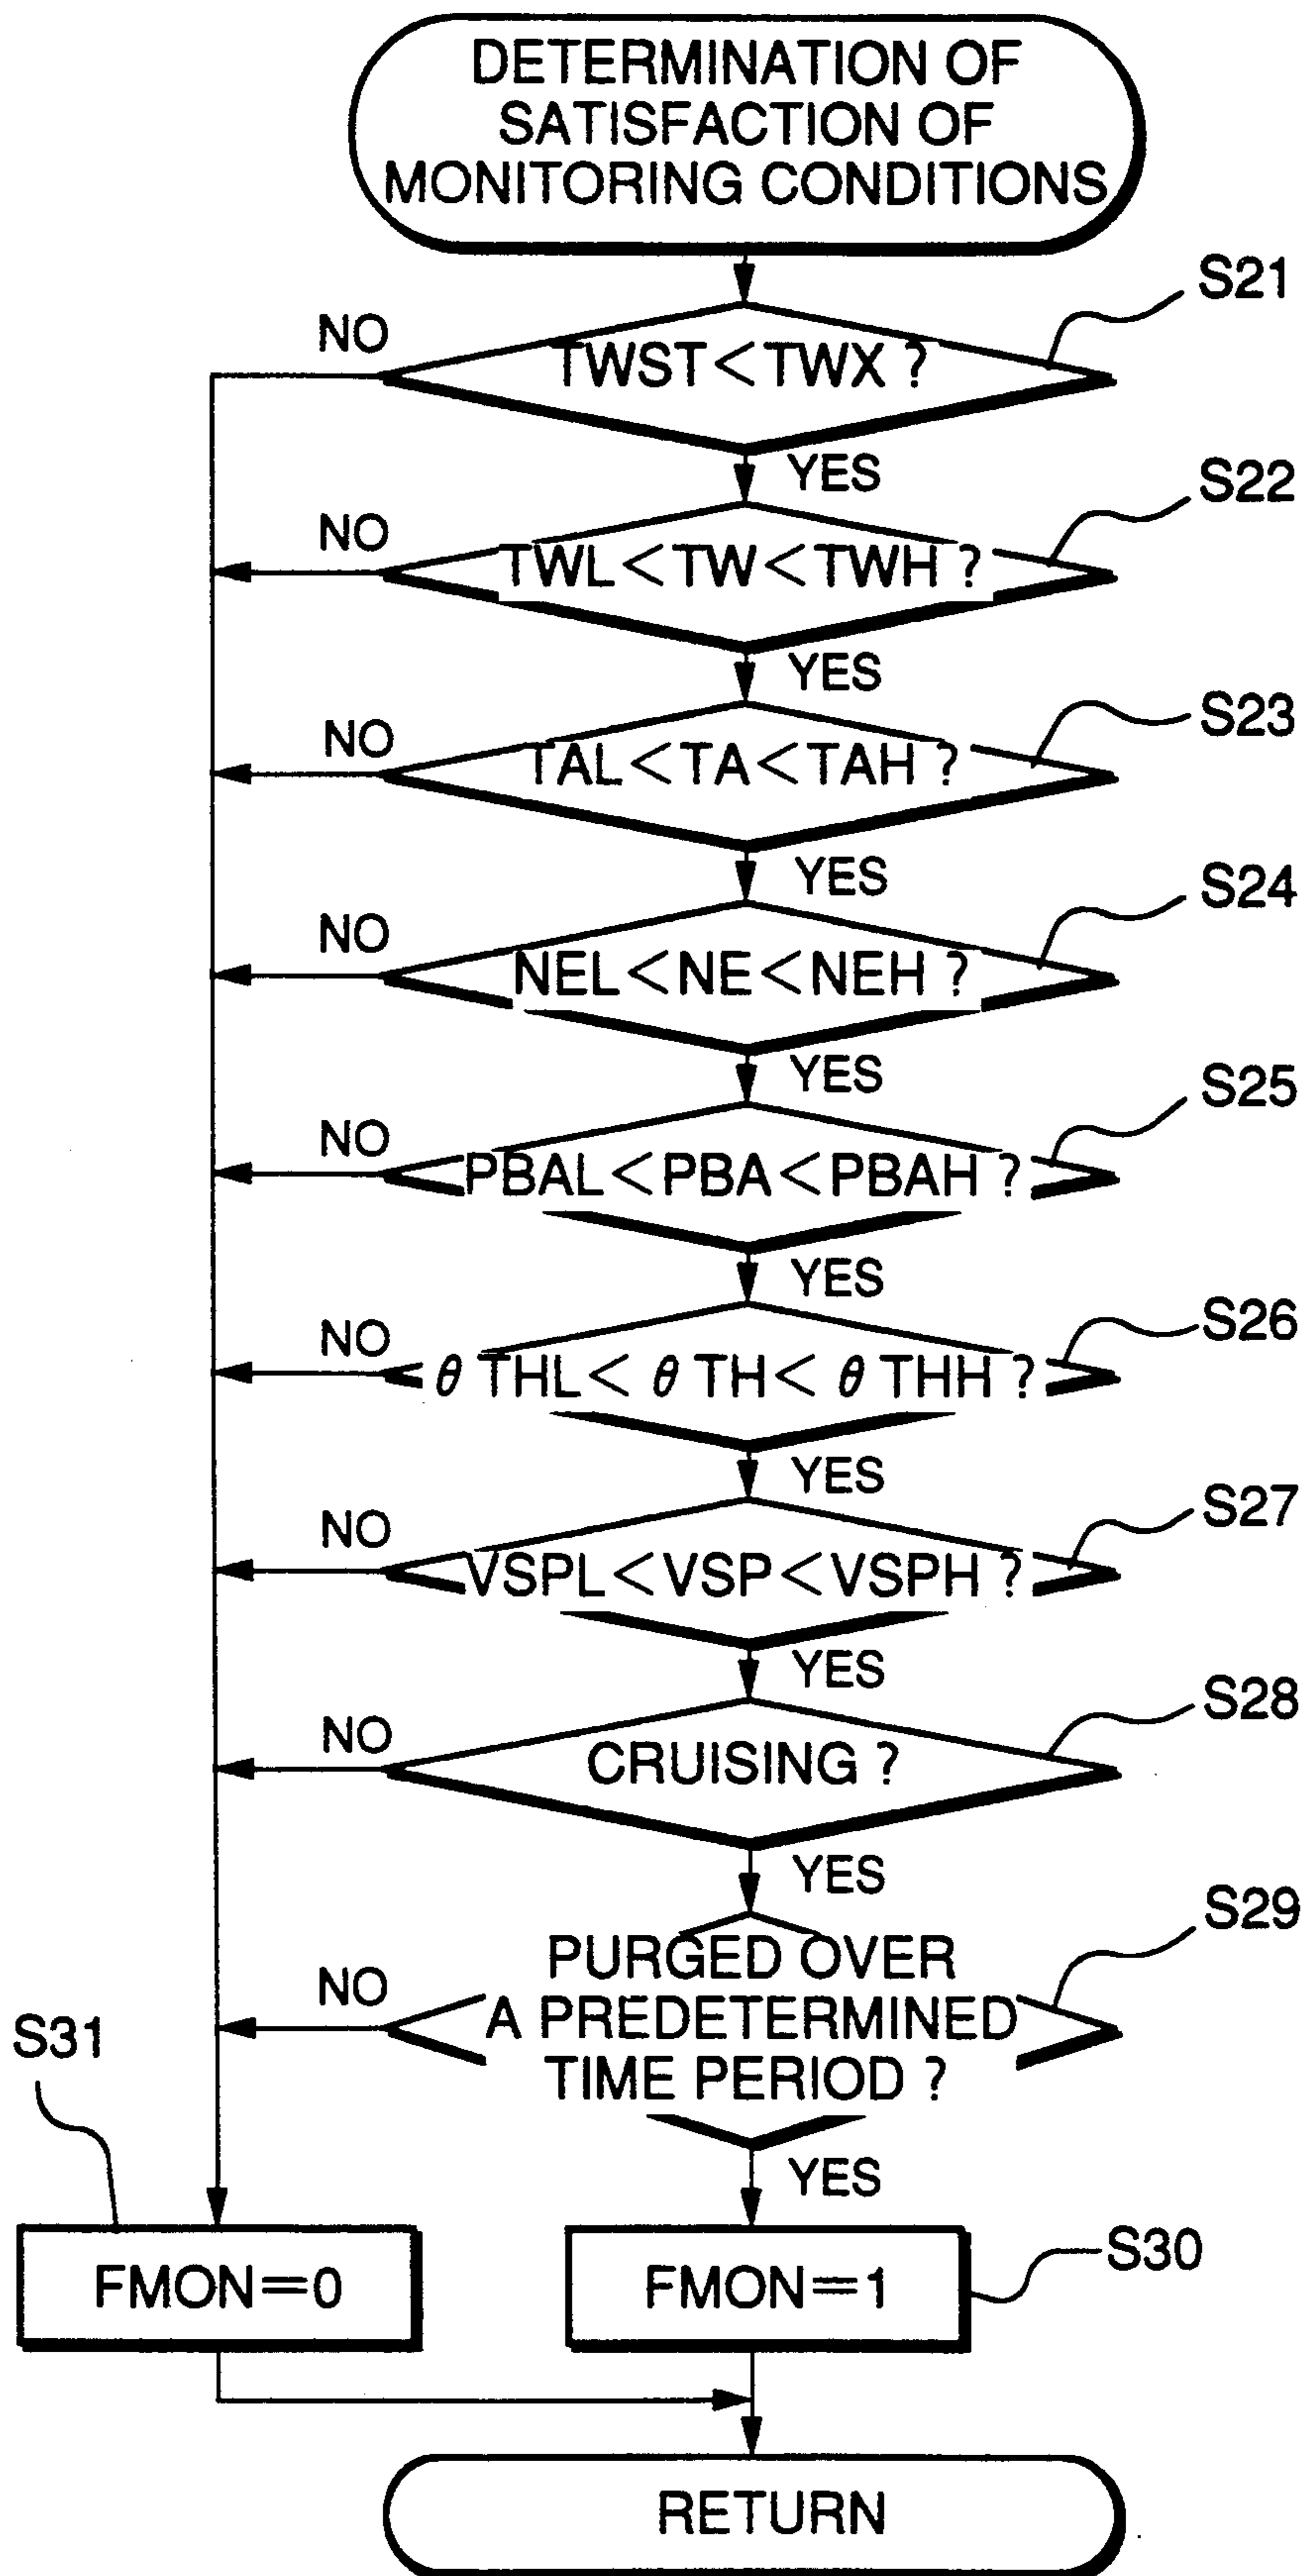 DETERMINATION OF
SATISFACTION OF
MONITORING CONDITIONS
S21
NO
TWST<TWX ?
YES
S22
NO
TWL<TW<TWH ?
YES
S23
NO
TAL<TA<TAH ?
YES
S24
NO
NEL<NE<NEH ?
YES
S25
NO
PBAL<PBA<PBAH ?
YES
S26
NO
θ THL< θ TH< θ THH ?
YES
S27
NO
VSPL<VSP<VSPH ?
YES
S28
NO
CRUISING ?
YES
S29
NO
PURGED OVER
A PREDETERMINED
TIME PERIOD ?
YES
S31
FMON=0
FMON=1
S30
RETURN